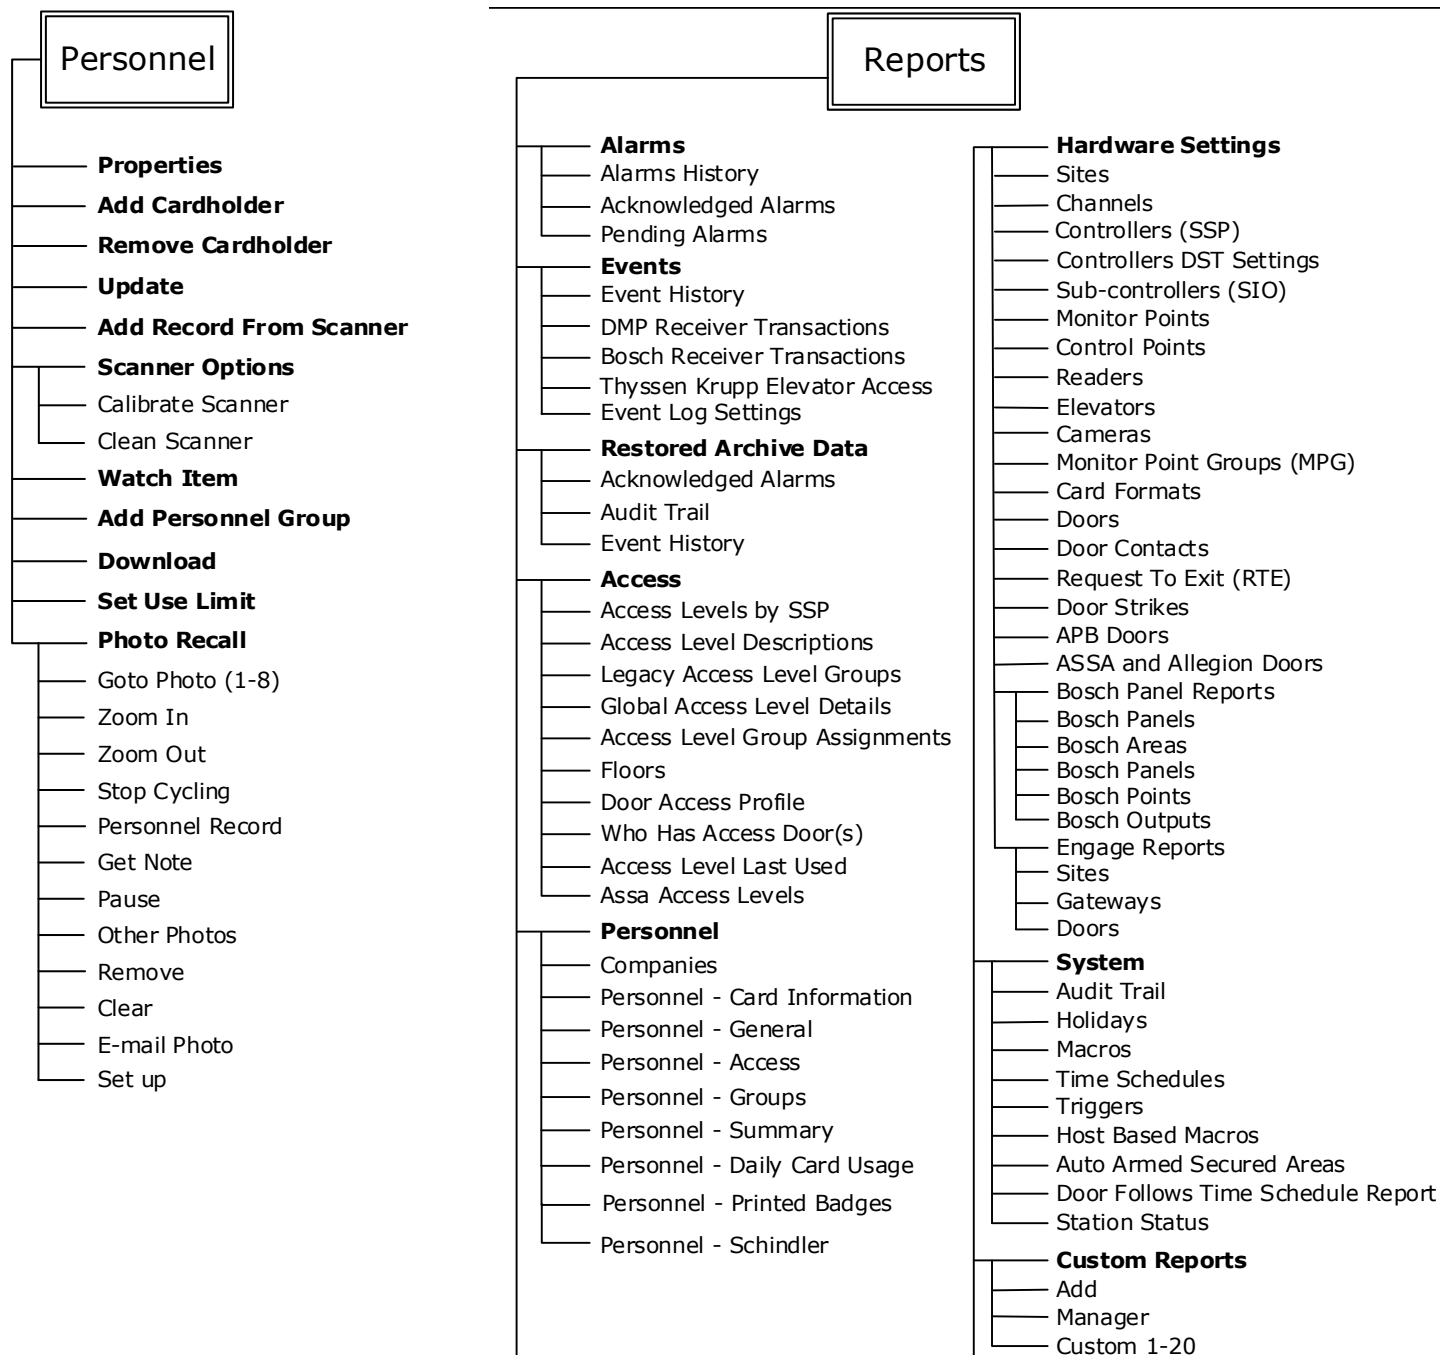 Personnel
Properties
Add Cardholder
Remove Cardholder
Update
Add Record From Scanner
Scanner Options
Calibrate Scanner
Clean Scanner
Watch Item
Add Personnel Group
Download
Set Use Limit
Photo Recall
Goto Photo (1-8)
Zoom In
Zoom Out
Stop Cycling
Personnel Record
Get Note
Pause
Other Photos
Remove
Clear
E-mail Photo
Set up
Reports
Alarms
Alarms History
Acknowledged Alarms
Pending Alarms
Events
Event History
DMP Receiver Transactions
Bosch Receiver Transactions
Thyssen Krupp Elevator Access
Event Log Settings
Restored Archive Data
Acknowledged Alarms
Audit Trail
Event History
Access
Access Levels by SSP
Access Level Descriptions
Legacy Access Level Groups
Global Access Level Details
Access Level Group Assignments
Floors
Door Access Profile
Who Has Access Door(s)
Access Level Last Used
Assa Access Levels
Personnel
Companies
Personnel - Card Information
Personnel - General
Personnel - Access
Personnel - Groups
Personnel - Summary
Personnel - Daily Card Usage
Personnel - Printed Badges
Personnel - Schindler
Hardware Settings
Sites
Channels
Controllers (SSP)
Controllers DST Settings
Sub-controllers (SIO)
Monitor Points
Control Points
Readers
Elevators
Cameras
Monitor Point Groups (MPG)
Card Formats
Doors
Door Contacts
Request To Exit (RTE)
Door Strikes
APB Doors
ASSA and Allegion Doors
Bosch Panel Reports
Bosch Panels
Bosch Areas
Bosch Panels
Bosch Points
Bosch Outputs
Engage Reports
Sites
Gateways
Doors
System
Audit Trail
Holidays
Macros
Time Schedules
Triggers
Host Based Macros
Auto Armed Secured Areas
Door Follows Time Schedule Report
Station Status
Custom Reports
Add
Manager
Custom 1-20